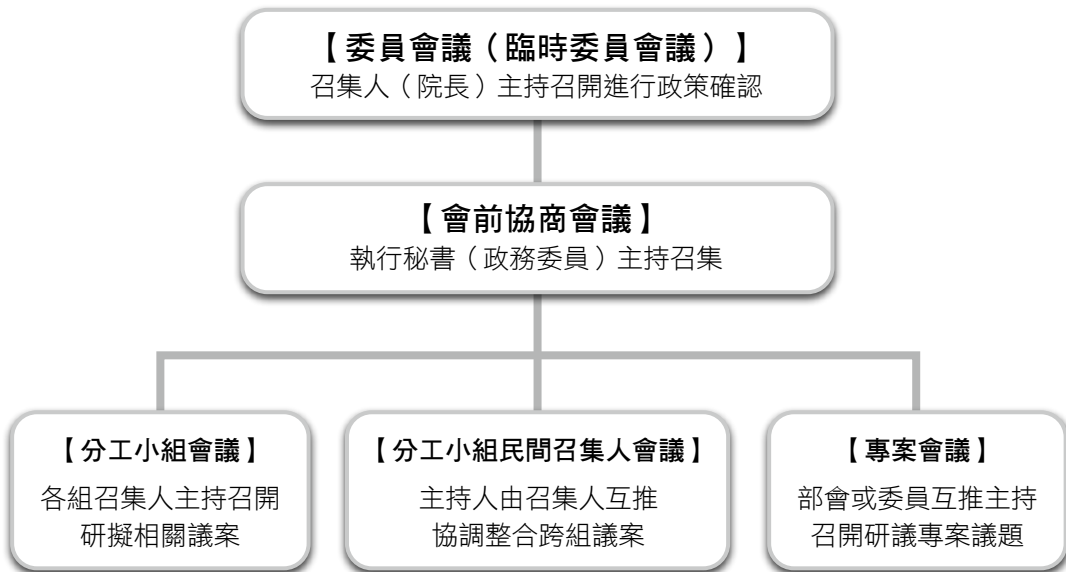 【委員會議（臨時委員會議）】
召集人（院長）主持召開進行政策確認
【會前協商會議】
執行秘書（政務委員）主持召集
【分工小組會議】
各組召集人主持召開
研擬相關議案
【分工小組民間召集人會議】
主持人由召集人互推
協調整合跨組議案
【專案會議】
部會或委員互推主持
召開研議專案議題